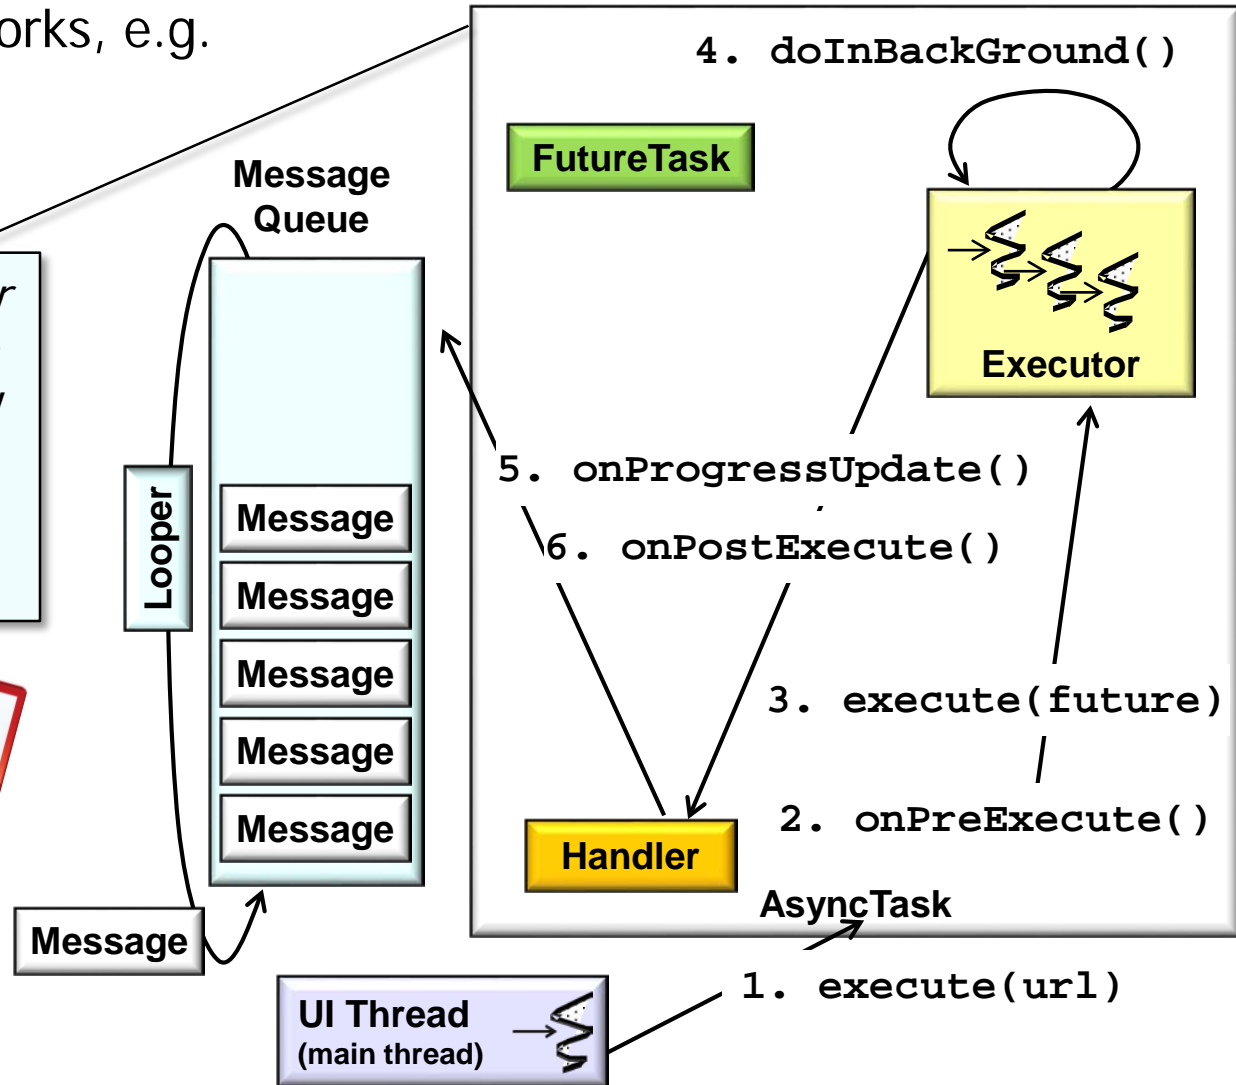 orks, e.g.
4. doInBackGround()
FutureTask
Message
Queue
Executor
5. onProgressUpdate()
Looper
Message
6. onPostExecute()
Message
Message
3. execute(future)
Message
2. onPreExecute()
Message
Handler
AsyncTask
Message
1. execute(url)
UI Thread
(main thread)